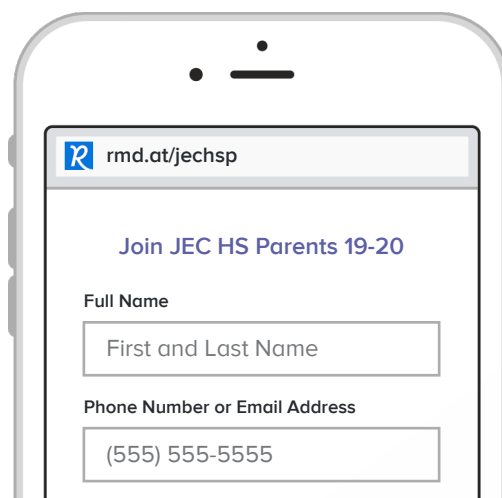 rmd.at/jechsp
Join JEC HS Parents 19-20
Full Name
First and Last Name
Phone Number or Email Address
(555) 555-5555